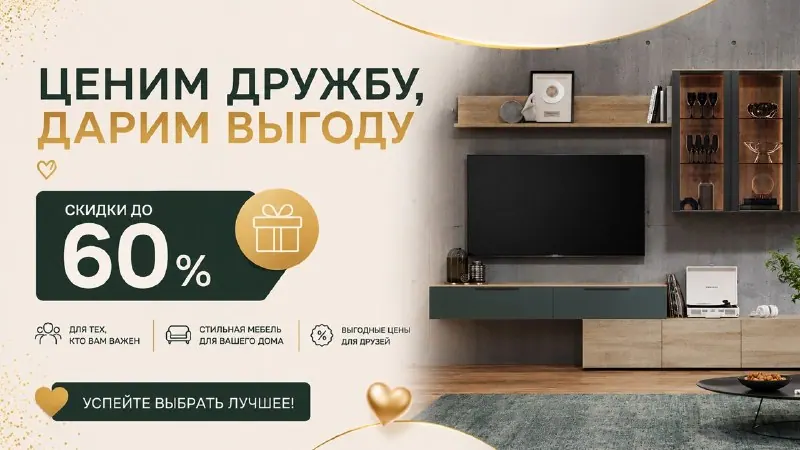 ЦЕНИМ ДРУЖБУ,
ДАРИМ ВЫГОДУ
СКИДКИ ДО
60%
ДЛЯ ТЕХ,
КТО ВАМ ВАЖЕН
СТИЛЬНАЯ МЕБЕЛЬ
ДЛЯ ВАШЕГО ДОМА
ВЫГОДНЫЕ ЦЕНЫ
ДЛЯ ДРУЗЕЙ
УСПЕЙТЕ ВЫБРАТЬ ЛУЧШЕЕ!